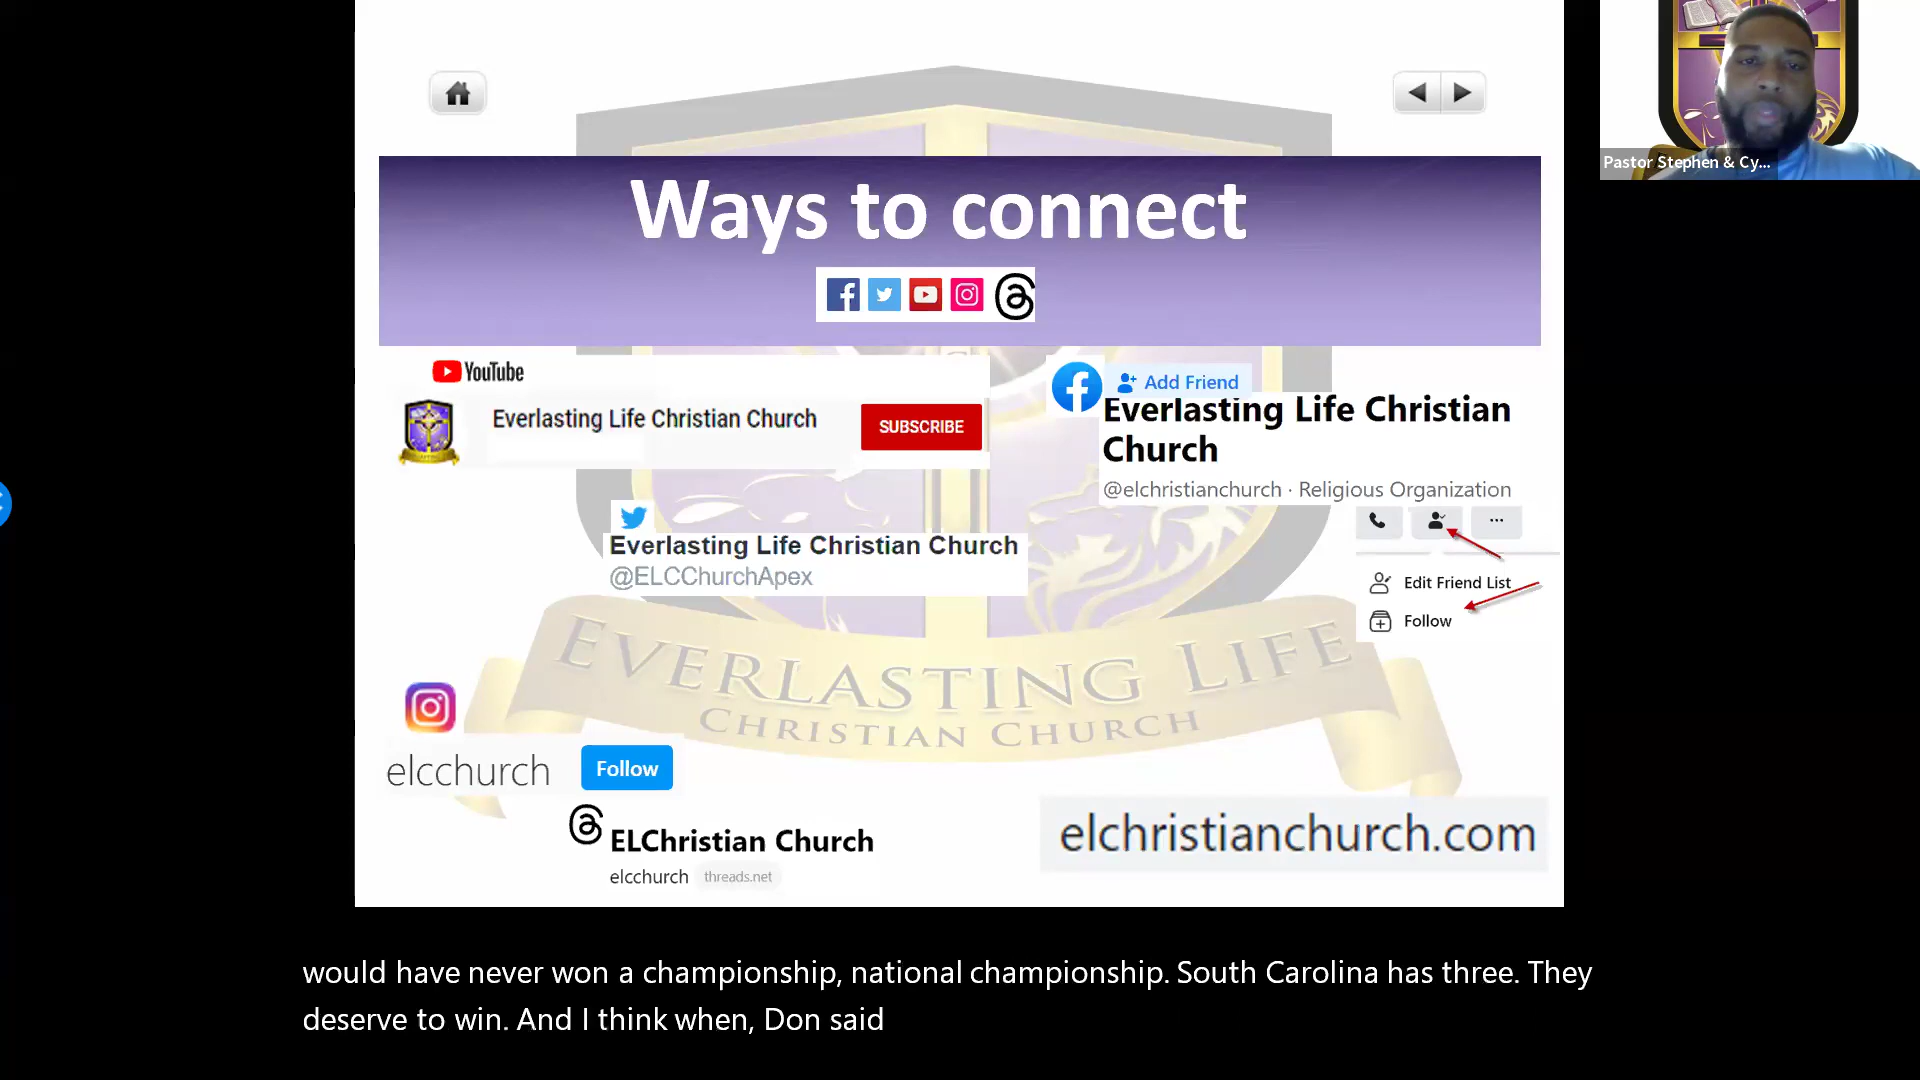 Ways to connect
YouTube
Everlasting Life Christian Church
SUBSCRIBE
Add Friend
Everlasting Life Christian
Church
@elchristianchurch · Religious Organization
Edit Friend List
Follow
Everlasting Life Christian Church
@ELCChurchApex
EVERLASTING LIFE
CHRISTIAN CHURCH
elcchurch
Follow
ELChristian Church
elcchurch threads.net
elchristianchurch.com
Pastor Stephen & Cy...
would have never won a championship, national championship. South Carolina has three. They
deserve to win. And I think when, Don said